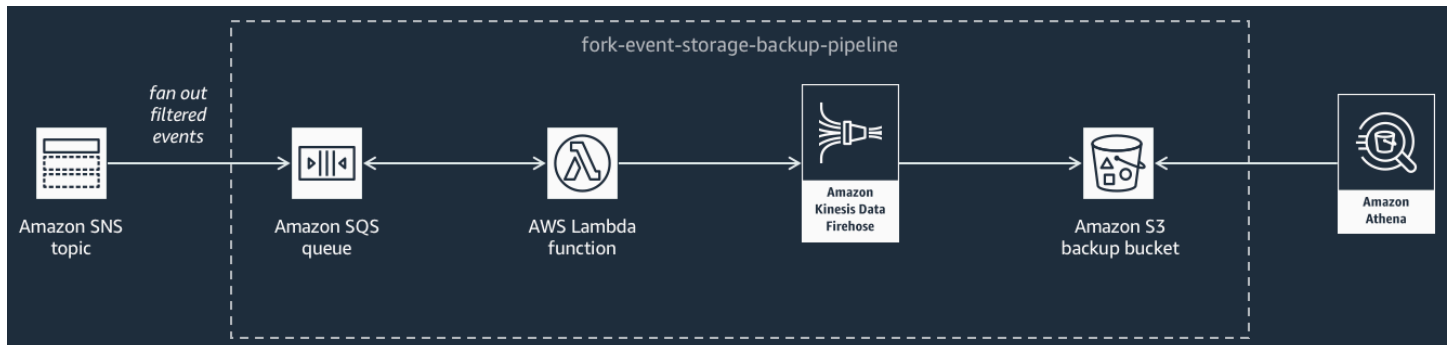 fork-event-storage-backup-pipeline
fan out
filtered
events
Amazon SNS
topic
Amazon SQS
queue
AWS Lambda
function
Amazon
Kinesis Data
Firehose
Amazon S3
backup bucket
Amazon
Athena